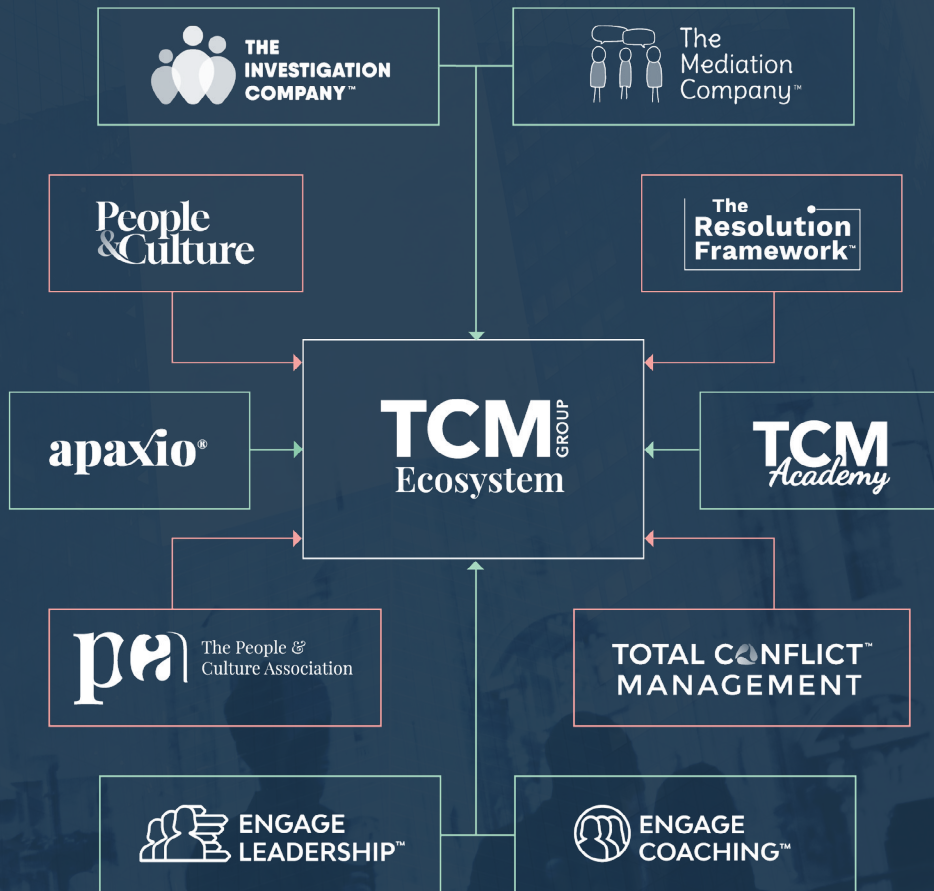 THE
INVESTIGATION
COMPANY™
The
Mediation
Company™
People
&Culture
The
Resolution
Framework™
apaxio®
TCM GROUP
Ecosystem
TCM
Academy
pca
The People &
Culture Association
TOTAL CONFLICT™
MANAGEMENT
ENGAGE
LEADERSHIP™
ENGAGE
COACHING™